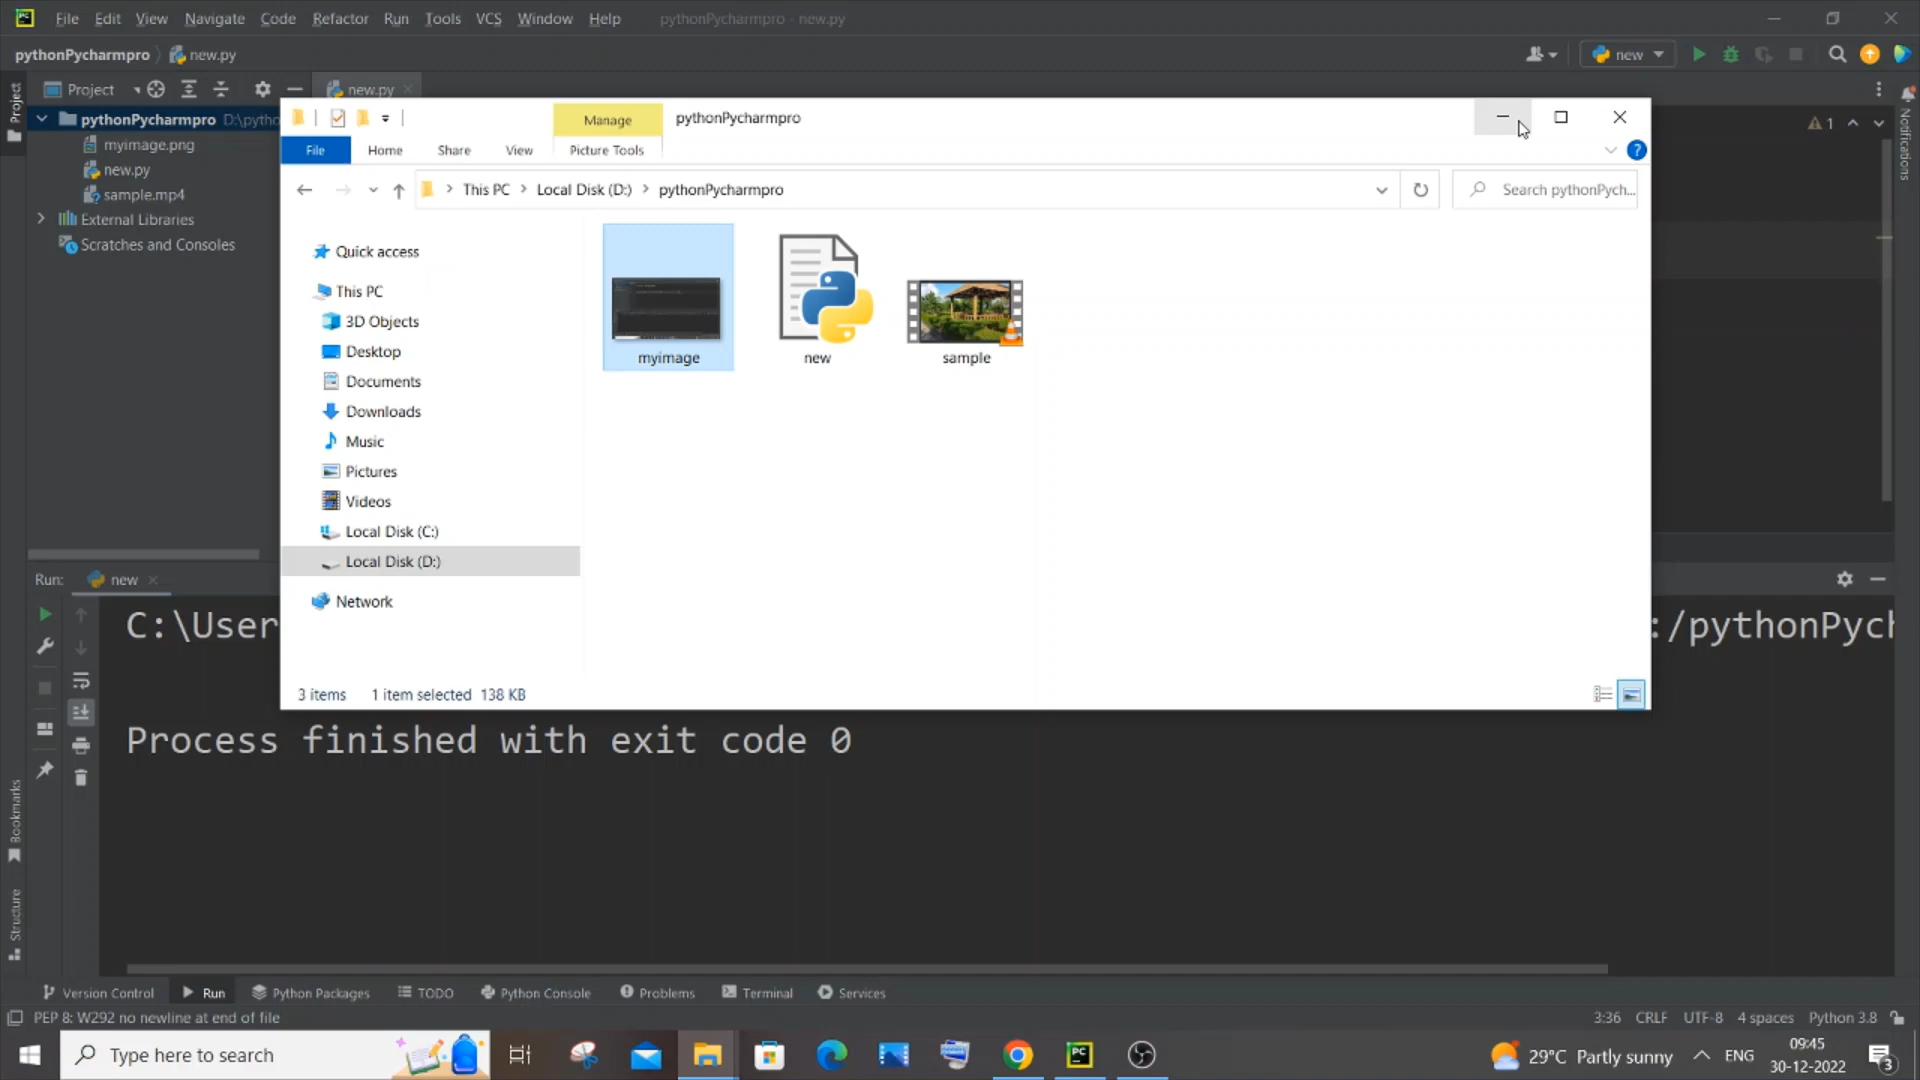 File Edit View Navigate Code Refactor Run Tools VCS Window Help pythonPycharmpro - new.py
pythonPycharmpro new.py new
Project new.py
pythonPycharmpro D:\pytho
myimage.png
new.py
sample.mp4
External Libraries
Scratches and Consoles
Project
Notifications
1
Manage pythonPycharmpro
File Home Share View Picture Tools
This PC Local Disk (D:) pythonPycharmpro Search pythonPych...
Quick access
This PC
3D Objects
Desktop
Documents
Downloads
Music
Pictures
Videos
Local Disk (C:)
Local Disk (D:)
Network
myimage new sample
3 items 1 item selected 138 KB
Run: new
C:\User :/pythonPych
Process finished with exit code 0
Bookmarks
Structure
Version Control Run Python Packages TODO Python Console Problems Terminal Services
PEP 8: W292 no newline at end of file 3:36 CRLF UTF-8 4 spaces Python 3.8
Type here to search 29°C Partly sunny ENG 09:45
30-12-2022 3